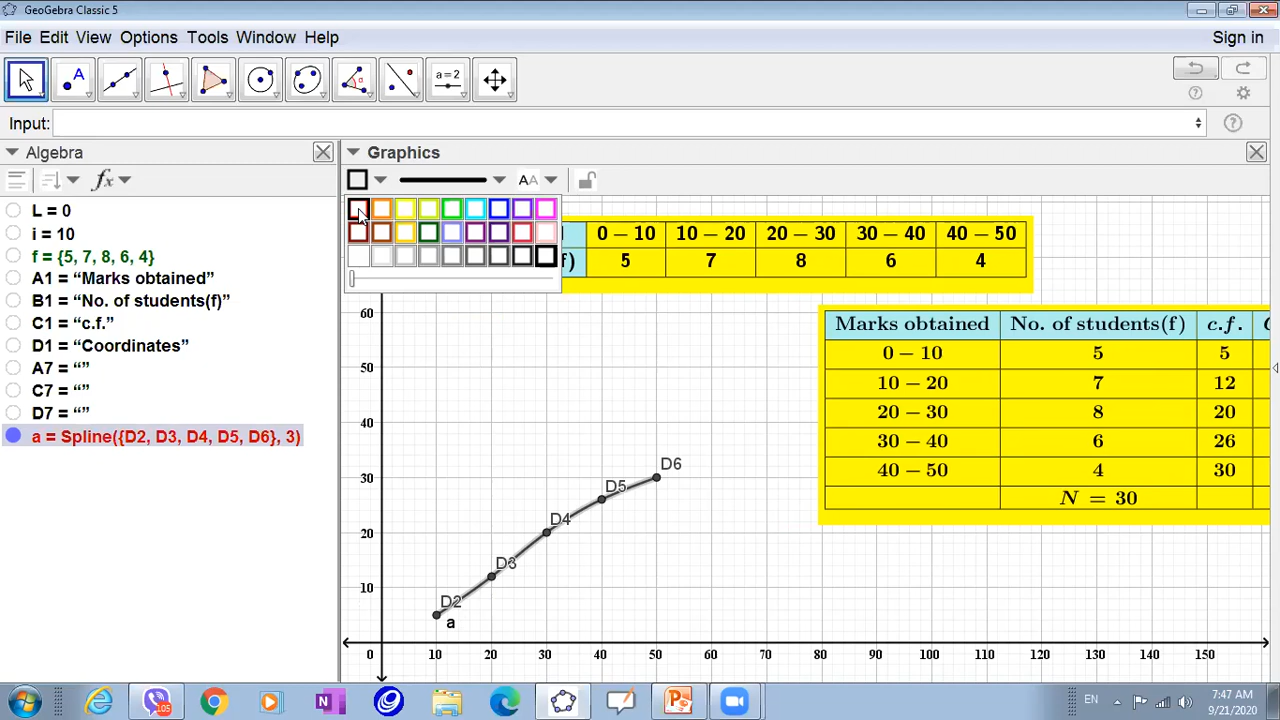 GeoGebra Classic 5
File Edit View Options Tools Window Help
Sign in
A
α
a = 2
Input:
Algebra
Graphics
fx
AA
L = 0
i = 10
f = {5, 7, 8, 6, 4}
A1 = “Marks obtained”
B1 = “No. of students(f)”
C1 = “c.f.”
D1 = “Coordinates”
A7 = “”
C7 = “”
D7 = “”
a = Spline({D2, D3, D4, D5, D6}, 3)
0 – 10 10 – 20 20 – 30 30 – 40 40 – 50
f) 5 7 8 6 4
Marks obtained No. of students(f) c.f.
0 – 10 5 5
10 – 20 7 12
20 – 30 8 20
30 – 40 6 26
40 – 50 4 30
N = 30
60
50
40
30
20
10
D6
D5
D4
D3
D2
a
0 10 20 30 40 50 60 70 80 90 100 110 120 130 140 150
105
EN
7:47 AM
9/21/2020